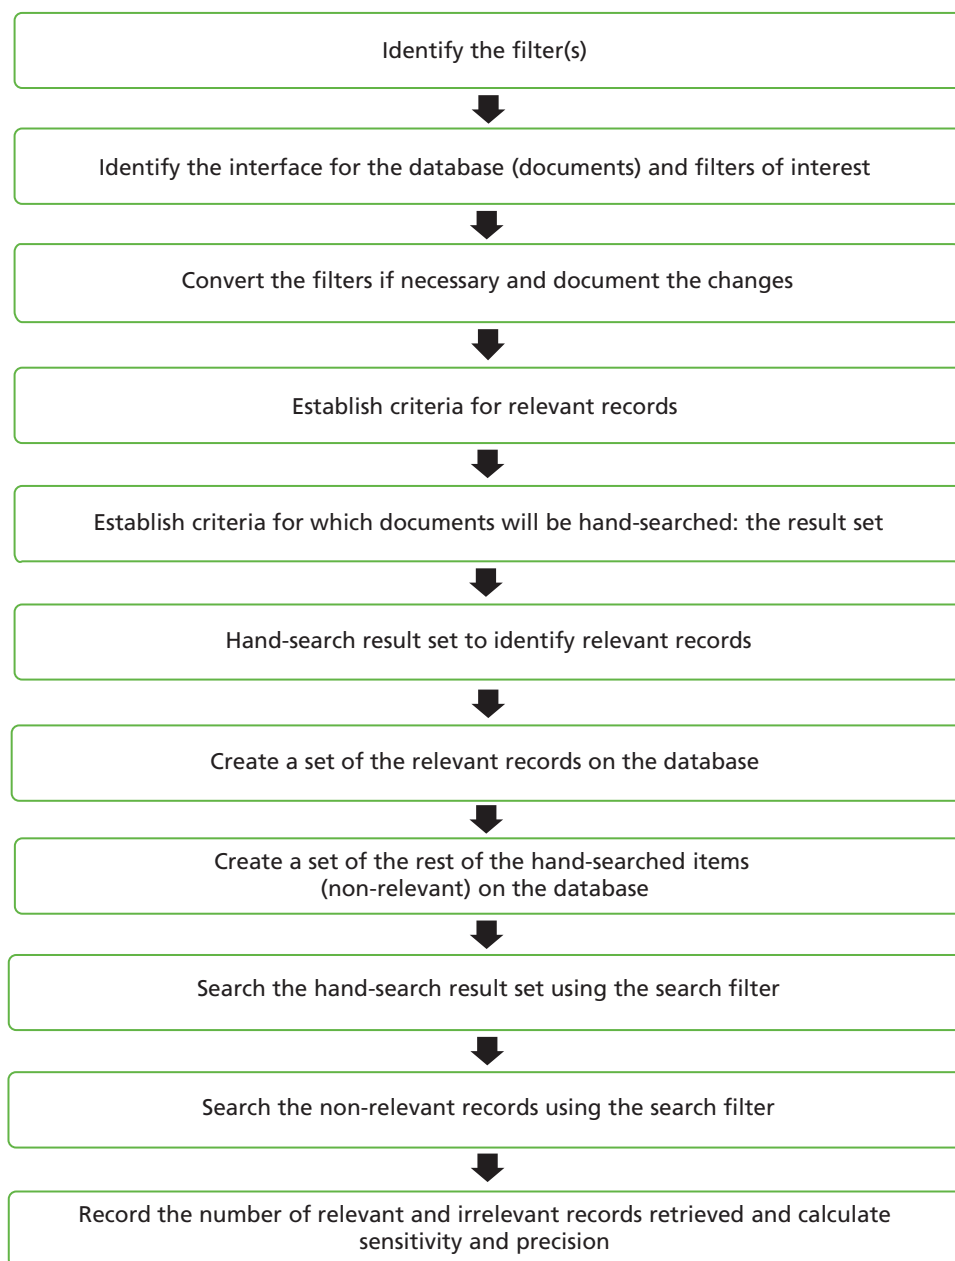 Identify the filter(s)
Identify the interface for the database (documents) and filters of interest
Convert the filters if necessary and document the changes
Establish criteria for relevant records
Establish criteria for which documents will be hand-searched: the result set
Hand-search result set to identify relevant records
Create a set of the relevant records on the database
Create a set of the rest of the hand-searched items
(non-relevant) on the database
Search the hand-search result set using the search filter
Search the non-relevant records using the search filter
Record the number of relevant and irrelevant records retrieved and calculate
sensitivity and precision